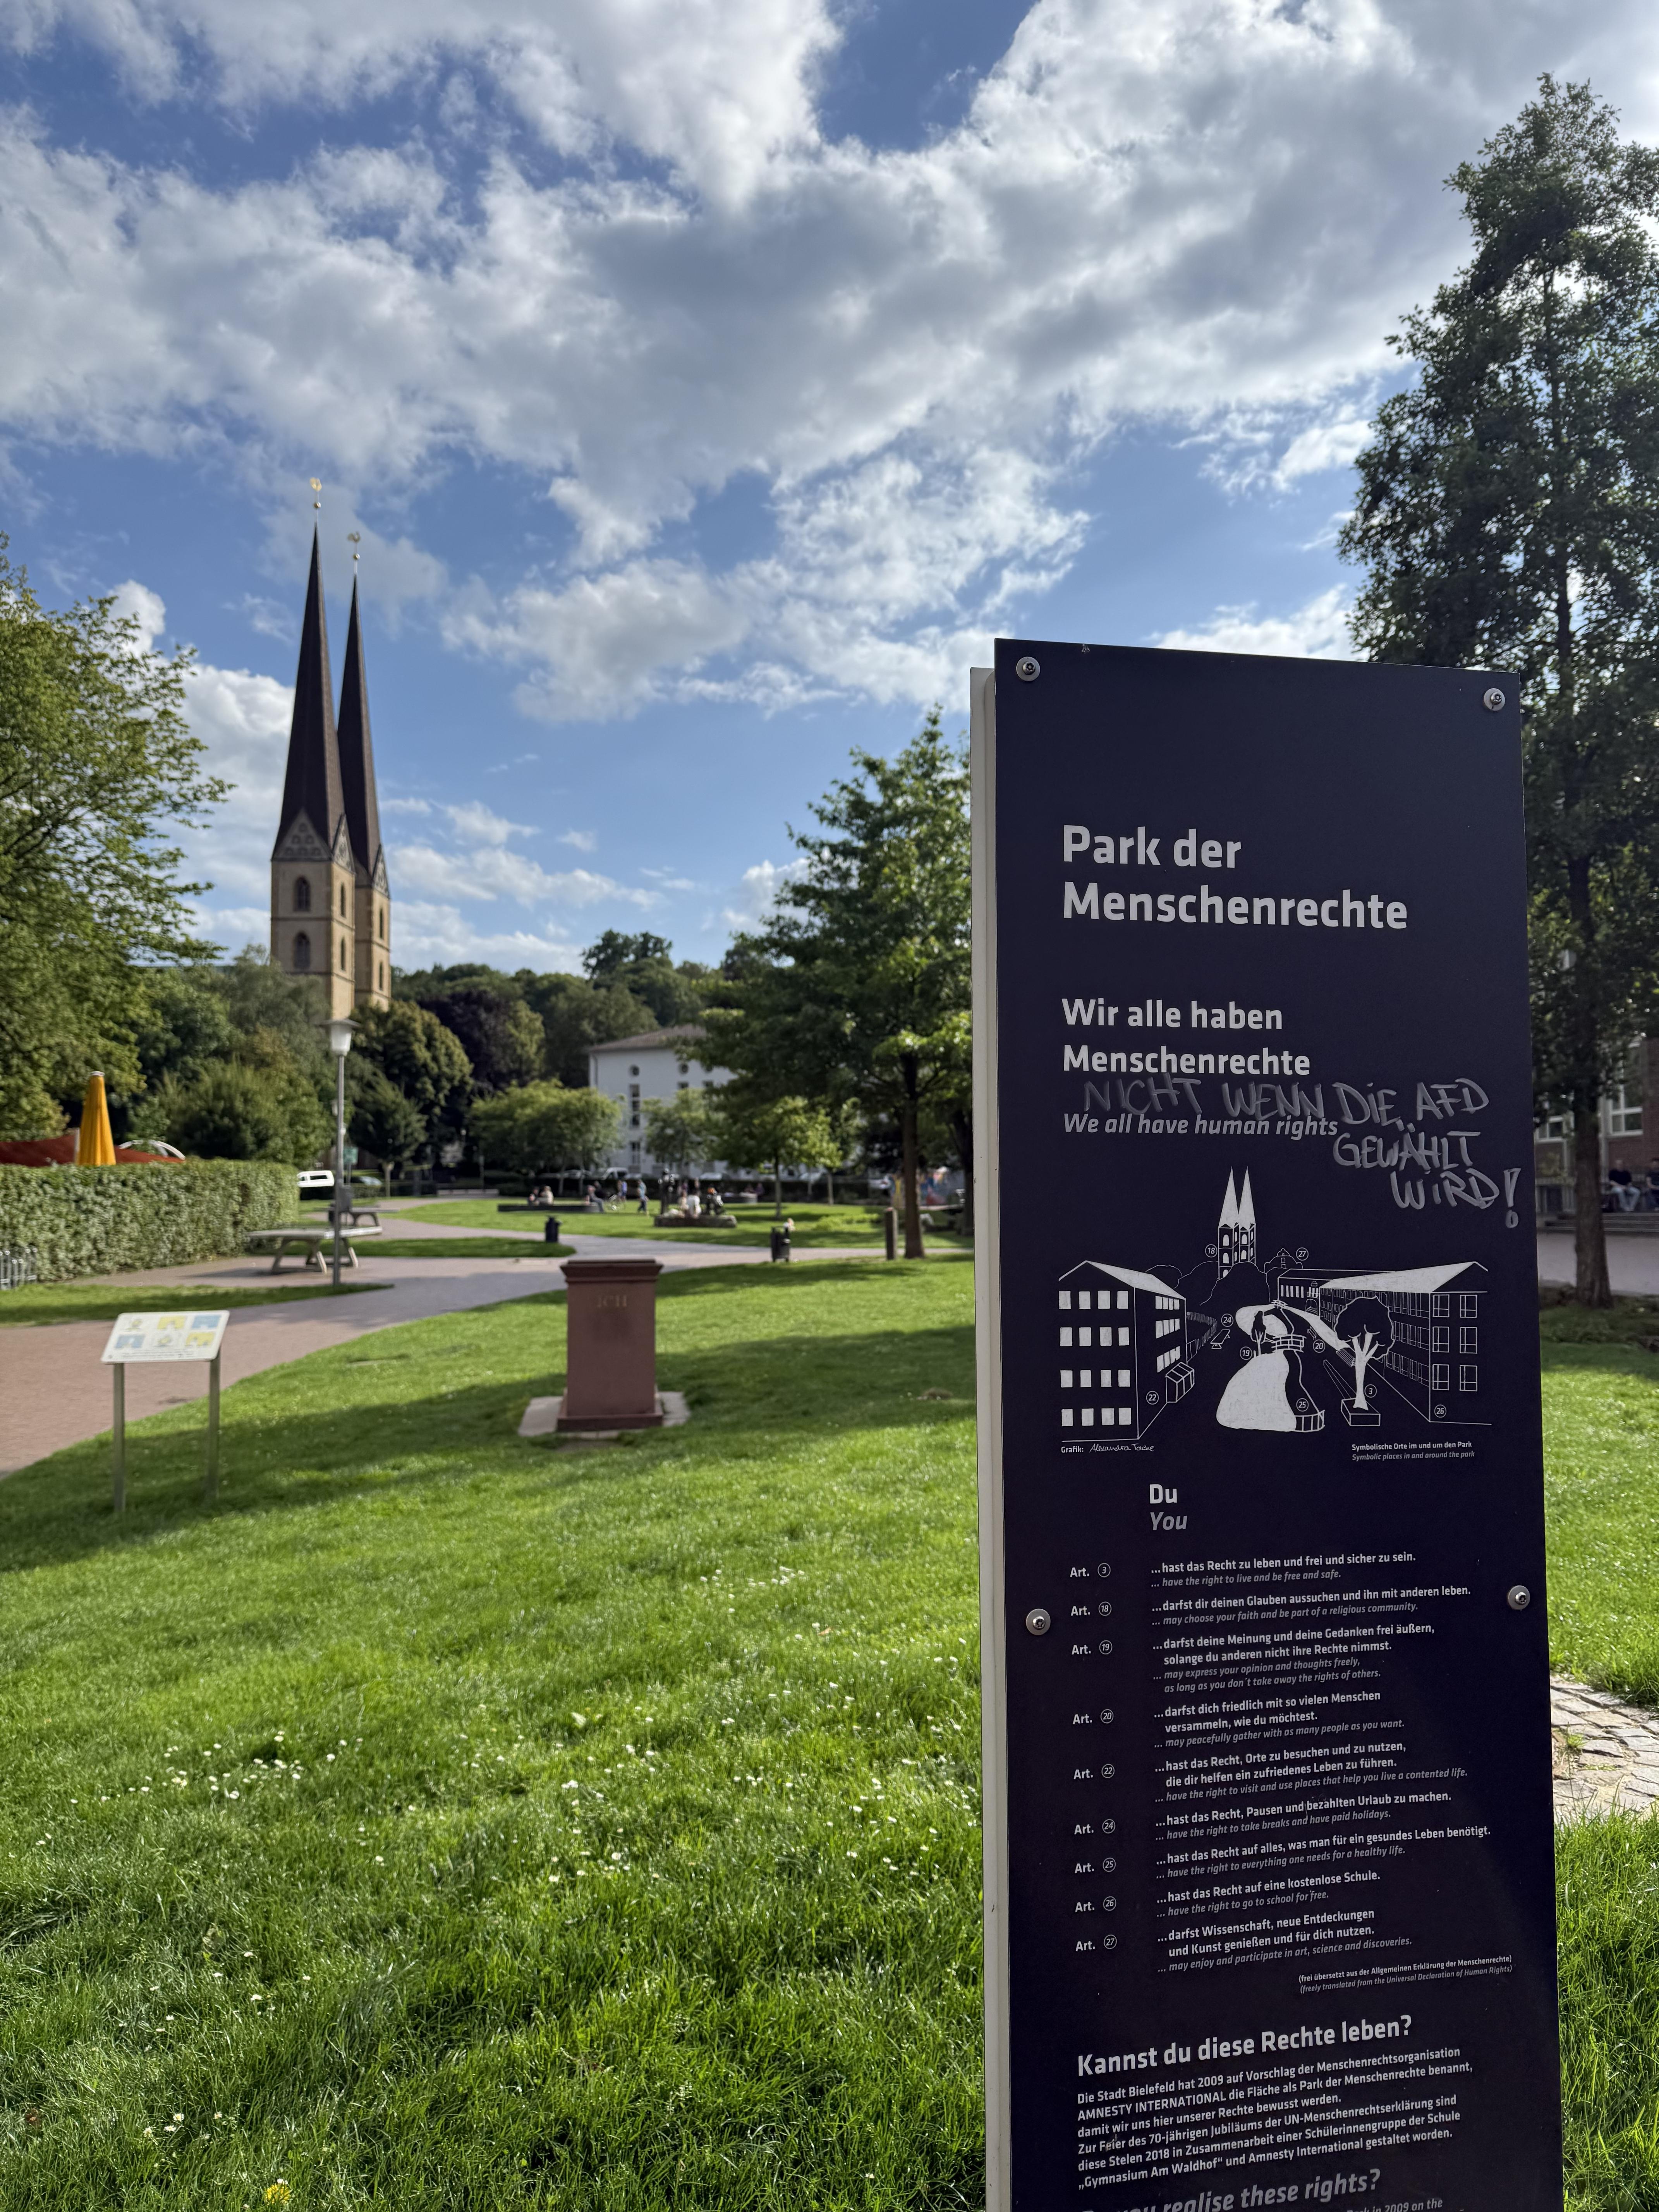 ICH
Park der
Menschenrechte
Wir alle haben
Menschenrechte
NICHT WENN DIE AFD
We all have human rights
GEWÄHLT
WIRD!
18
27
24
19
20
22
3
25
26
Grafik: Alexandra
Symbolische Orte im und um den Park
Symbolic places in and around the park
Du
You
Art. 3 ...hast das Recht zu leben und frei und sicher zu sein.
... have the right to live and be free and safe.
Art. 18 ...darfst dir deinen Glauben aussuchen und ihn mit anderen leben.
... may choose your faith and be part of a religious community.
Art. 19 ...darfst deine Meinung und deine Gedanken frei äußern,
solange du anderen nicht ihre Rechte nimmst.
... may express your opinion and thoughts freely,
as long as you don´t take away the rights of others.
Art. 20 ...darfst dich friedlich mit so vielen Menschen
versammeln, wie du möchtest.
... may peacefully gather with as many people as you want.
Art. 22 ...hast das Recht, Orte zu besuchen und zu nutzen,
die dir helfen ein zufriedenes Leben zu führen.
... have the right to visit and use places that help you live a contented life.
Art. 24 ...hast das Recht, Pausen und bezahlten Urlaub zu machen.
... have the right to take breaks and have paid holidays.
Art. 25 ...hast das Recht auf alles, was man für ein gesundes Leben benötigt.
... have the right to everything one needs for a healthy life.
Art. 26 ...hast das Recht auf eine kostenlose Schule.
... have the right to go to school for free.
Art. 27 ...darfst Wissenschaft, neue Entdeckungen
und Kunst genießen und für dich nutzen.
... may enjoy and participate in art, science and discoveries.
(frei übersetzt aus der Allgemeinen Erklärung der Menschenrechte)
(freely translated from the Universal Declaration of Human Rights)
Kannst du diese Rechte leben?
Die Stadt Bielefeld hat 2009 auf Vorschlag der Menschenrechtsorganisation
AMNESTY INTERNATIONAL die Fläche als Park der Menschenrechte benannt,
damit wir uns hier unserer Rechte bewusst werden.
Zur Feier des 70-jährigen Jubiläums der UN-Menschenrechtserklärung sind
diese Stelen 2018 in Zusammenarbeit einer Schülerinnengruppe der Schule
„Gymnasium Am Waldhof“ und Amnesty International gestaltet worden.
you realise these rights?
Park in 2009 on the